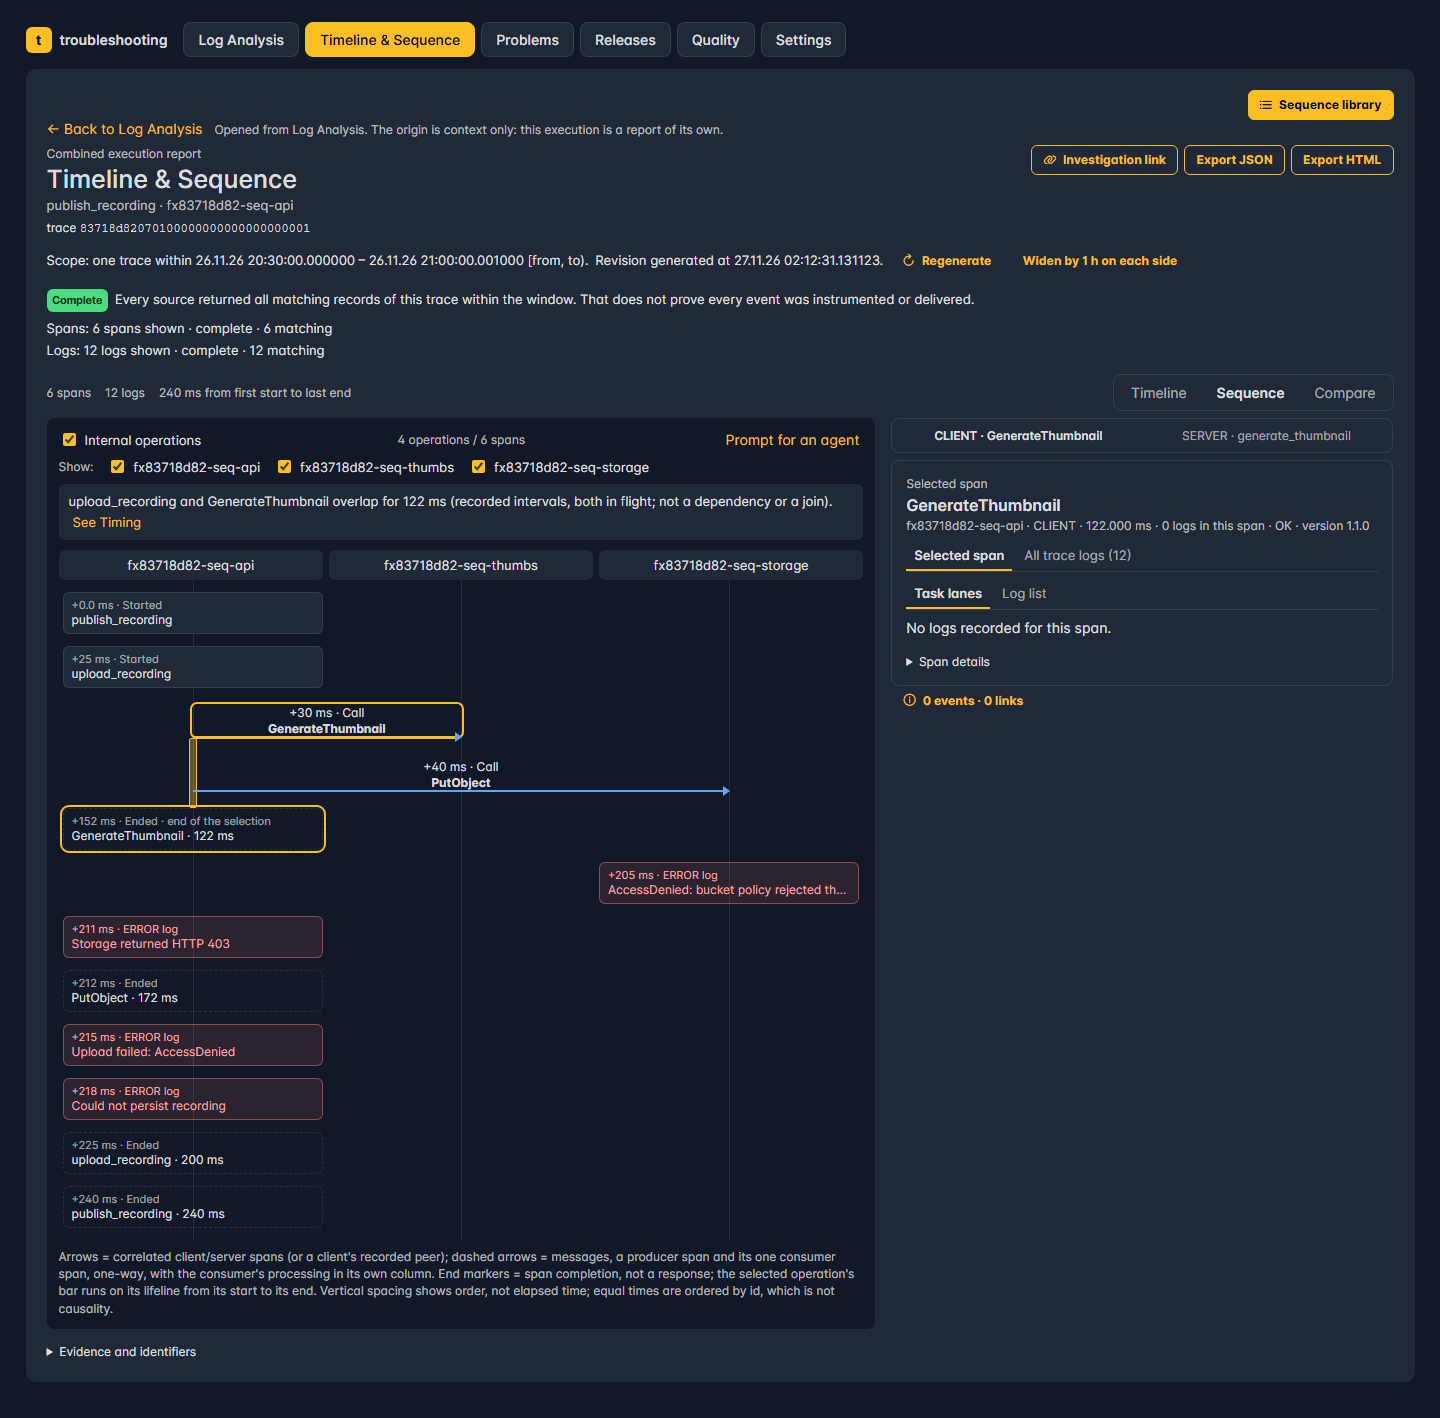 t troubleshooting Log Analysis Timeline & Sequence Problems Releases Quality Settings
Sequence library
← Back to Log Analysis Opened from Log Analysis. The origin is context only: this execution is a report of its own.
Combined execution report
Investigation link Export JSON Export HTML
Timeline & Sequence
publish_recording · fx83718d82-seq-api
trace 83718d82070100000000000000000001
Scope: one trace within 26.11.26 20:30:00.000000 – 26.11.26 21:00:00.001000 [from, to). Revision generated at 27.11.26 02:12:31.131123. Regenerate Widen by 1 h on each side
Complete Every source returned all matching records of this trace within the window. That does not prove every event was instrumented or delivered.
Spans: 6 spans shown · complete · 6 matching
Logs: 12 logs shown · complete · 12 matching
6 spans 12 logs 240 ms from first start to last end
Timeline Sequence Compare
Internal operations 4 operations / 6 spans Prompt for an agent
Show: fx83718d82-seq-api fx83718d82-seq-thumbs fx83718d82-seq-storage
upload_recording and GenerateThumbnail overlap for 122 ms (recorded intervals, both in flight; not a dependency or a join).
See Timing
fx83718d82-seq-api fx83718d82-seq-thumbs fx83718d82-seq-storage
+0.0 ms · Started
publish_recording
+25 ms · Started
upload_recording
+30 ms · Call
GenerateThumbnail
+40 ms · Call
PutObject
+152 ms · Ended · end of the selection
GenerateThumbnail · 122 ms
+205 ms · ERROR log
AccessDenied: bucket policy rejected th…
+211 ms · ERROR log
Storage returned HTTP 403
+212 ms · Ended
PutObject · 172 ms
+215 ms · ERROR log
Upload failed: AccessDenied
+218 ms · ERROR log
Could not persist recording
+225 ms · Ended
upload_recording · 200 ms
+240 ms · Ended
publish_recording · 240 ms
Arrows = correlated client/server spans (or a client's recorded peer); dashed arrows = messages, a producer span and its one consumer
span, one-way, with the consumer's processing in its own column. End markers = span completion, not a response; the selected operation's
bar runs on its lifeline from its start to its end. Vertical spacing shows order, not elapsed time; equal times are ordered by id, which is not
causality.
CLIENT · GenerateThumbnail SERVER · generate_thumbnail
Selected span
GenerateThumbnail
fx83718d82-seq-api · CLIENT · 122.000 ms · 0 logs in this span · OK · version 1.1.0
Selected span All trace logs (12)
Task lanes Log list
No logs recorded for this span.
▶ Span details
0 events · 0 links
▶ Evidence and identifiers